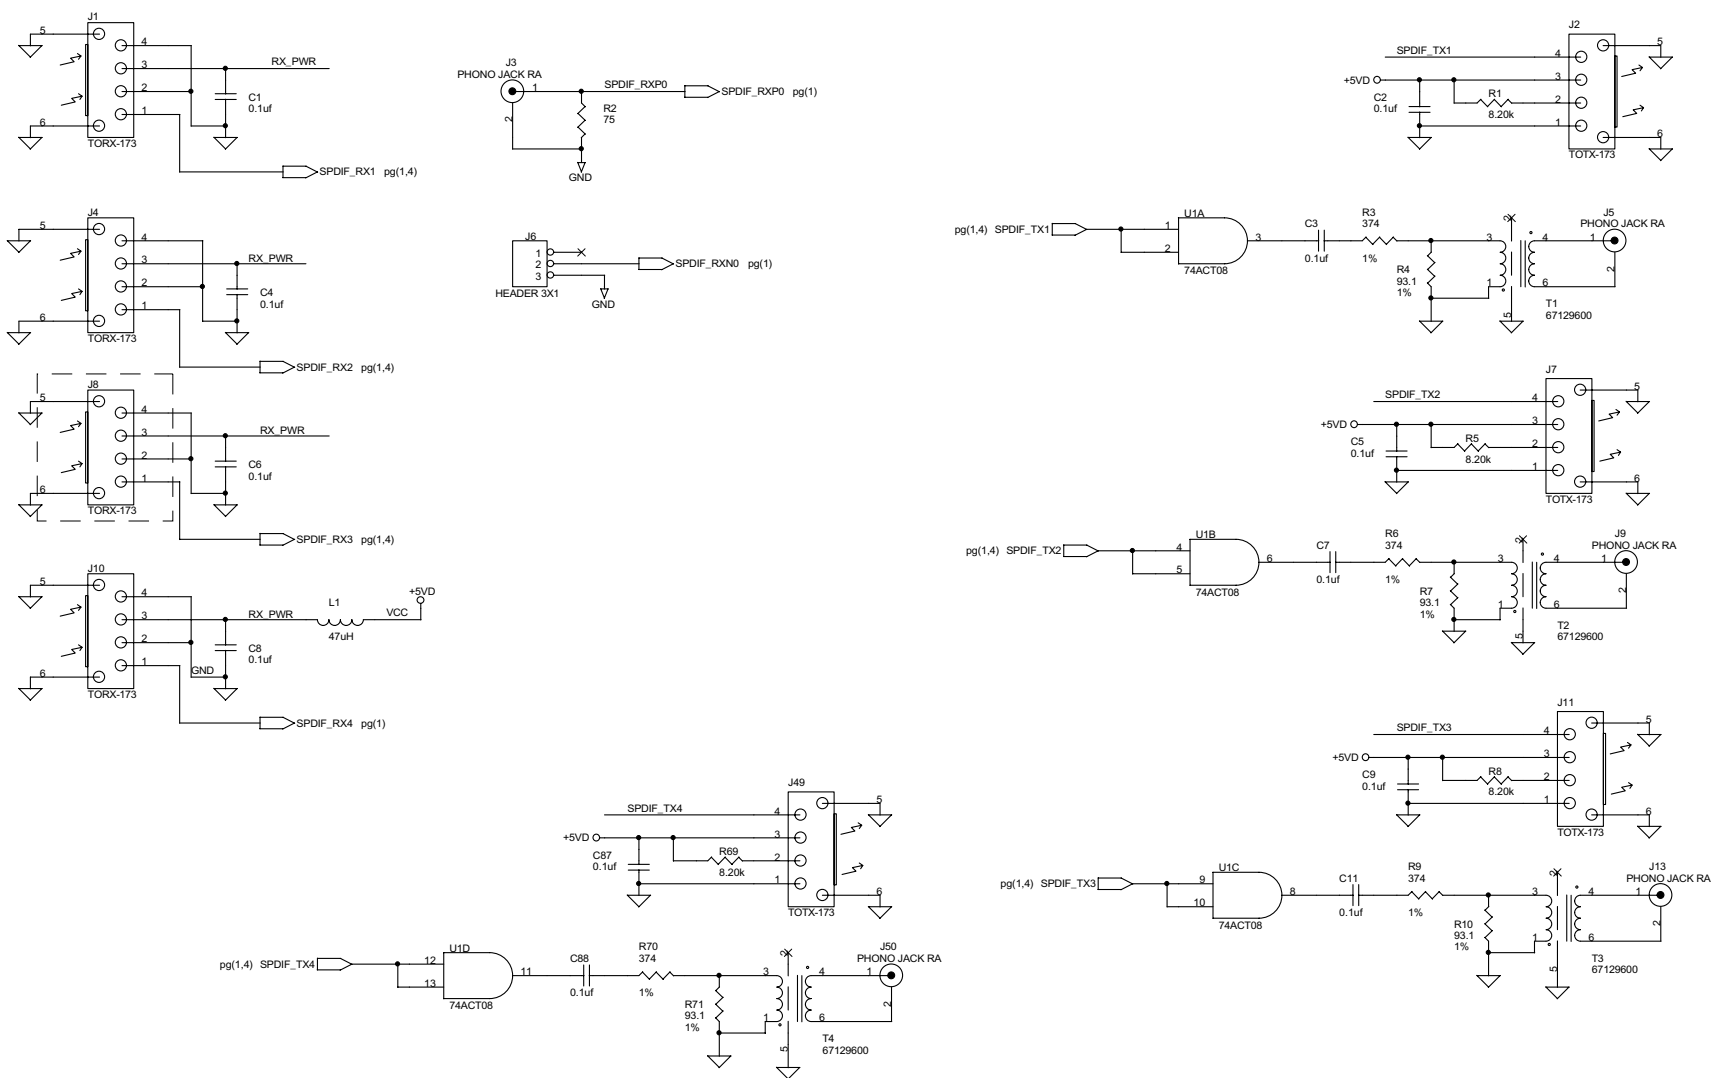 J1
5
4
3
2
1
6
RX_PWR
C1
0.1uf
TORX-173
SPDIF_RX1 pg(1,4)
J3
PHONO JACK RA
1
2
SPDIF_RXP0
SPDIF_RXP0 pg(1)
R2
75
GND
J2
SPDIF_TX1
+5VD
C2
0.1uf
R1
8.20k
4
3
2
1
5
6
TOTX-173
J4
5
4
3
2
1
6
RX_PWR
C4
0.1uf
TORX-173
SPDIF_RX2 pg(1,4)
J6
1
2
3
HEADER 3X1
SPDIF_RXN0 pg(1)
GND
pg(1,4) SPDIF_TX1
1
2
U1A
3
74ACT08
C3
0.1uf
R3
374
1%
R4
93.1
1%
3
1
2
5
4
6
T1
67129600
J5
PHONO JACK RA
1
2
J8
5
4
3
2
1
6
RX_PWR
C6
0.1uf
TORX-173
SPDIF_RX3 pg(1,4)
J7
SPDIF_TX2
+5VD
C5
0.1uf
R5
8.20k
4
3
2
1
5
6
TOTX-173
pg(1,4) SPDIF_TX2
4
5
U1B
6
74ACT08
C7
0.1uf
R6
374
1%
R7
93.1
1%
3
1
2
5
4
6
T2
67129600
J9
PHONO JACK RA
1
2
J10
5
4
3
2
1
6
RX_PWR
L1
47uH
VCC
+5VD
C8
0.1uf
GND
TORX-173
SPDIF_RX4 pg(1)
J11
SPDIF_TX3
+5VD
C9
0.1uf
R8
8.20k
4
3
2
1
5
6
TOTX-173
J49
SPDIF_TX4
+5VD
C87
0.1uf
R69
8.20k
4
3
2
1
5
6
TOTX-173
pg(1,4) SPDIF_TX3
9
10
U1C
8
74ACT08
C11
0.1uf
R9
374
1%
R10
93.1
1%
3
1
2
5
4
6
T3
67129600
J13
PHONO JACK RA
1
2
pg(1,4) SPDIF_TX4
12
13
U1D
11
74ACT08
C88
0.1uf
R70
374
1%
R71
93.1
1%
3
1
2
5
4
6
T4
67129600
J50
PHONO JACK RA
1
2